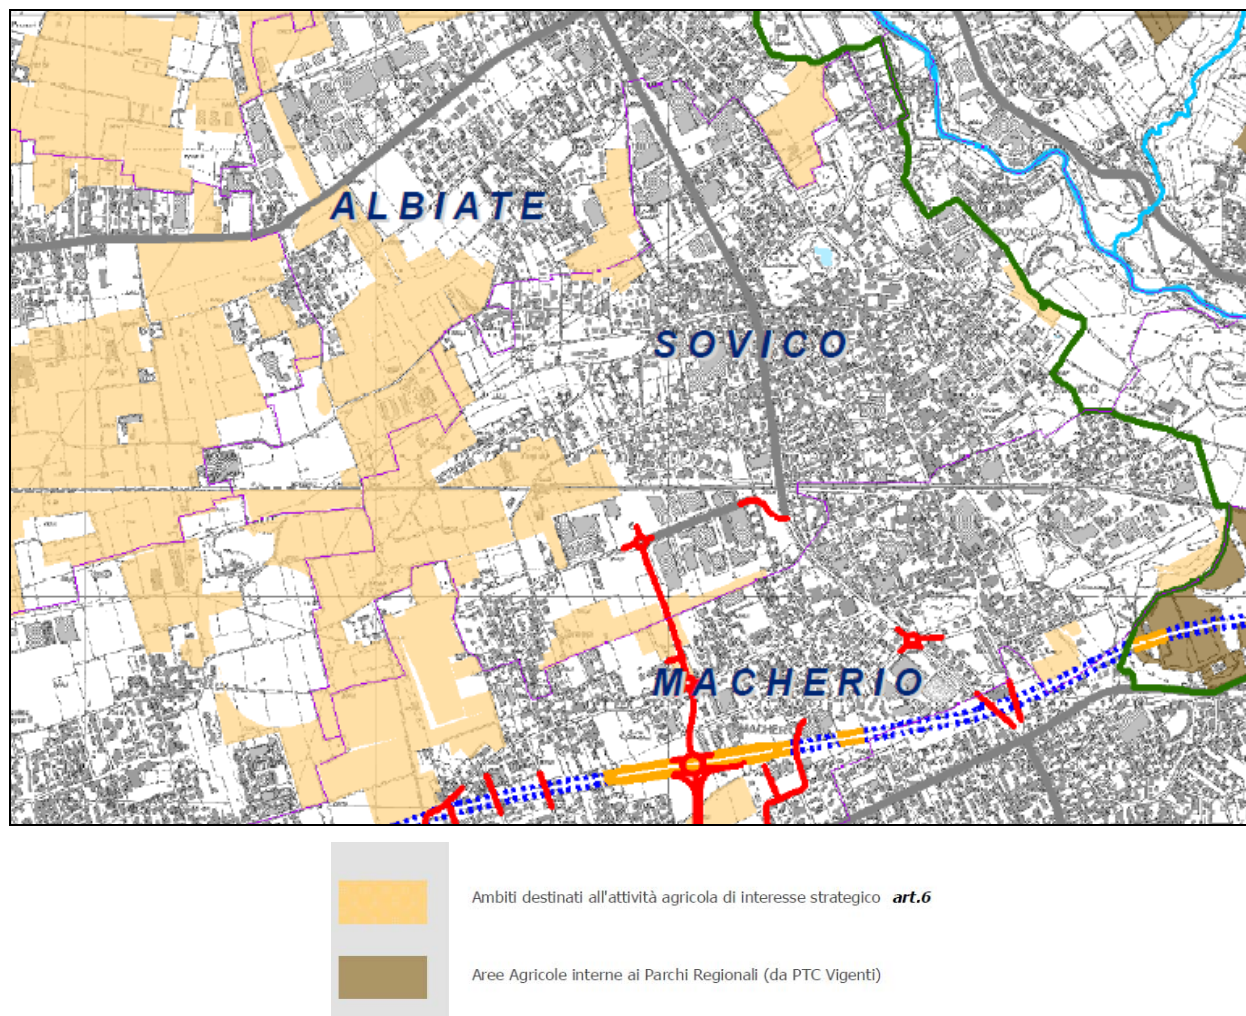 ALBIATE
SOVICO
MACHERIO
Ambiti destinati all'attività agricola di interesse strategico art.6
Aree Agricole interne ai Parchi Regionali (da PTC Vigenti)